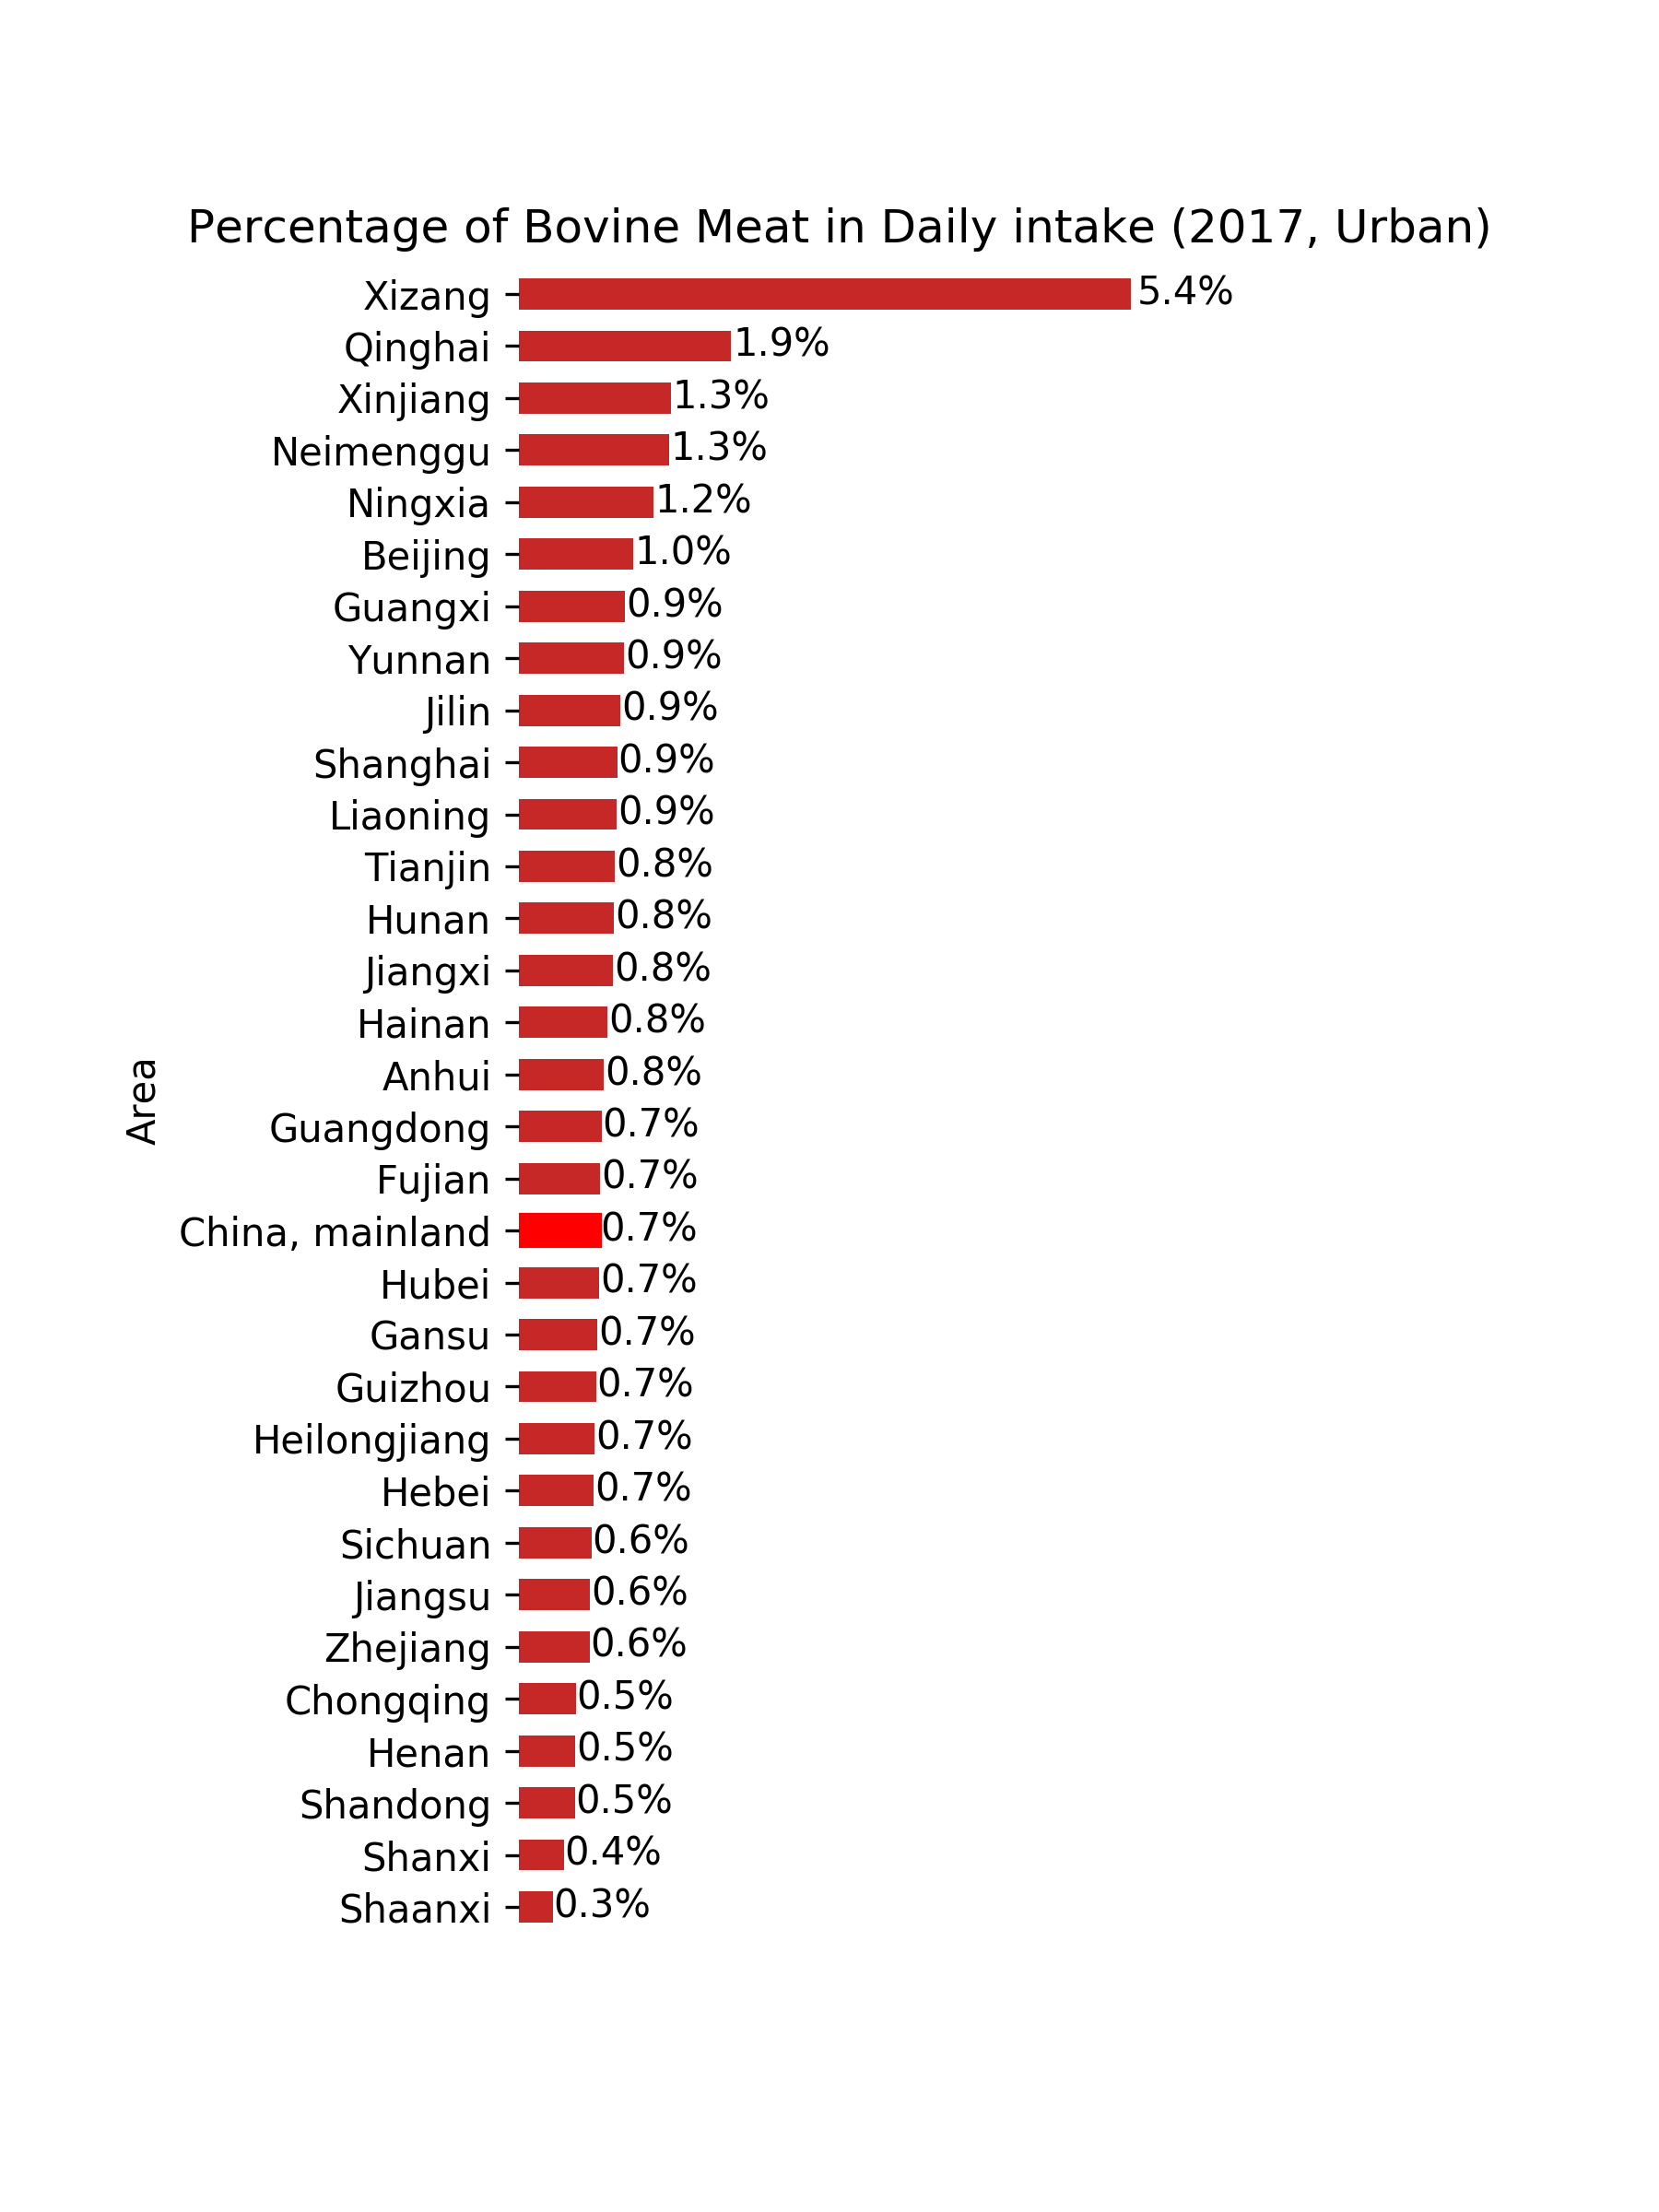 Percentage of Bovine Meat in Daily intake (2017, Urban)
Xizang 5.4%
Qinghai 1.9%
Xinjiang 1.3%
Neimenggu 1.3%
Ningxia 1.2%
Beijing 1.0%
Guangxi 0.9%
Yunnan 0.9%
Jilin 0.9%
Shanghai 0.9%
Liaoning 0.9%
Tianjin 0.8%
Hunan 0.8%
Jiangxi 0.8%
Hainan 0.8%
Anhui 0.8%
Area
Guangdong 0.7%
Fujian 0.7%
China, mainland 0.7%
Hubei 0.7%
Gansu 0.7%
Guizhou 0.7%
Heilongjiang 0.7%
Hebei 0.7%
Sichuan 0.6%
Jiangsu 0.6%
Zhejiang 0.6%
Chongqing 0.5%
Henan 0.5%
Shandong 0.5%
Shanxi 0.4%
Shaanxi 0.3%